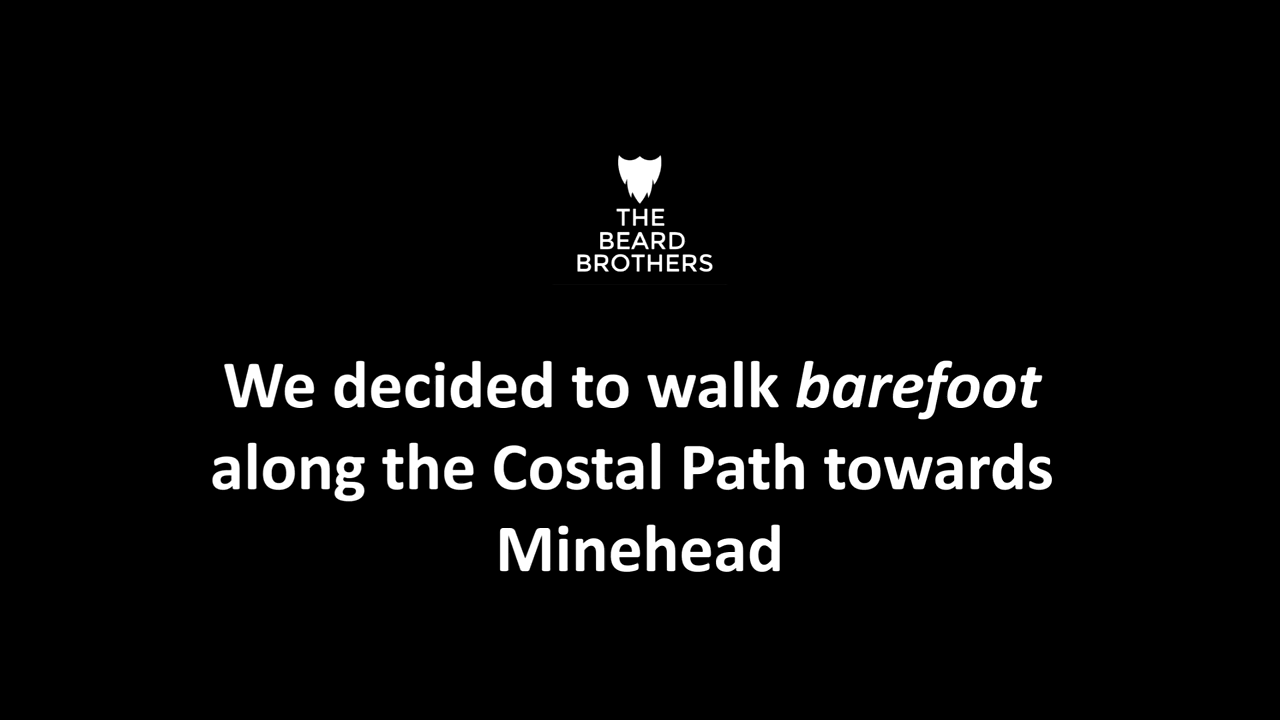 THE
BEARD
BROTHERS
We decided to walk barefoot
along the Costal Path towards
Minehead